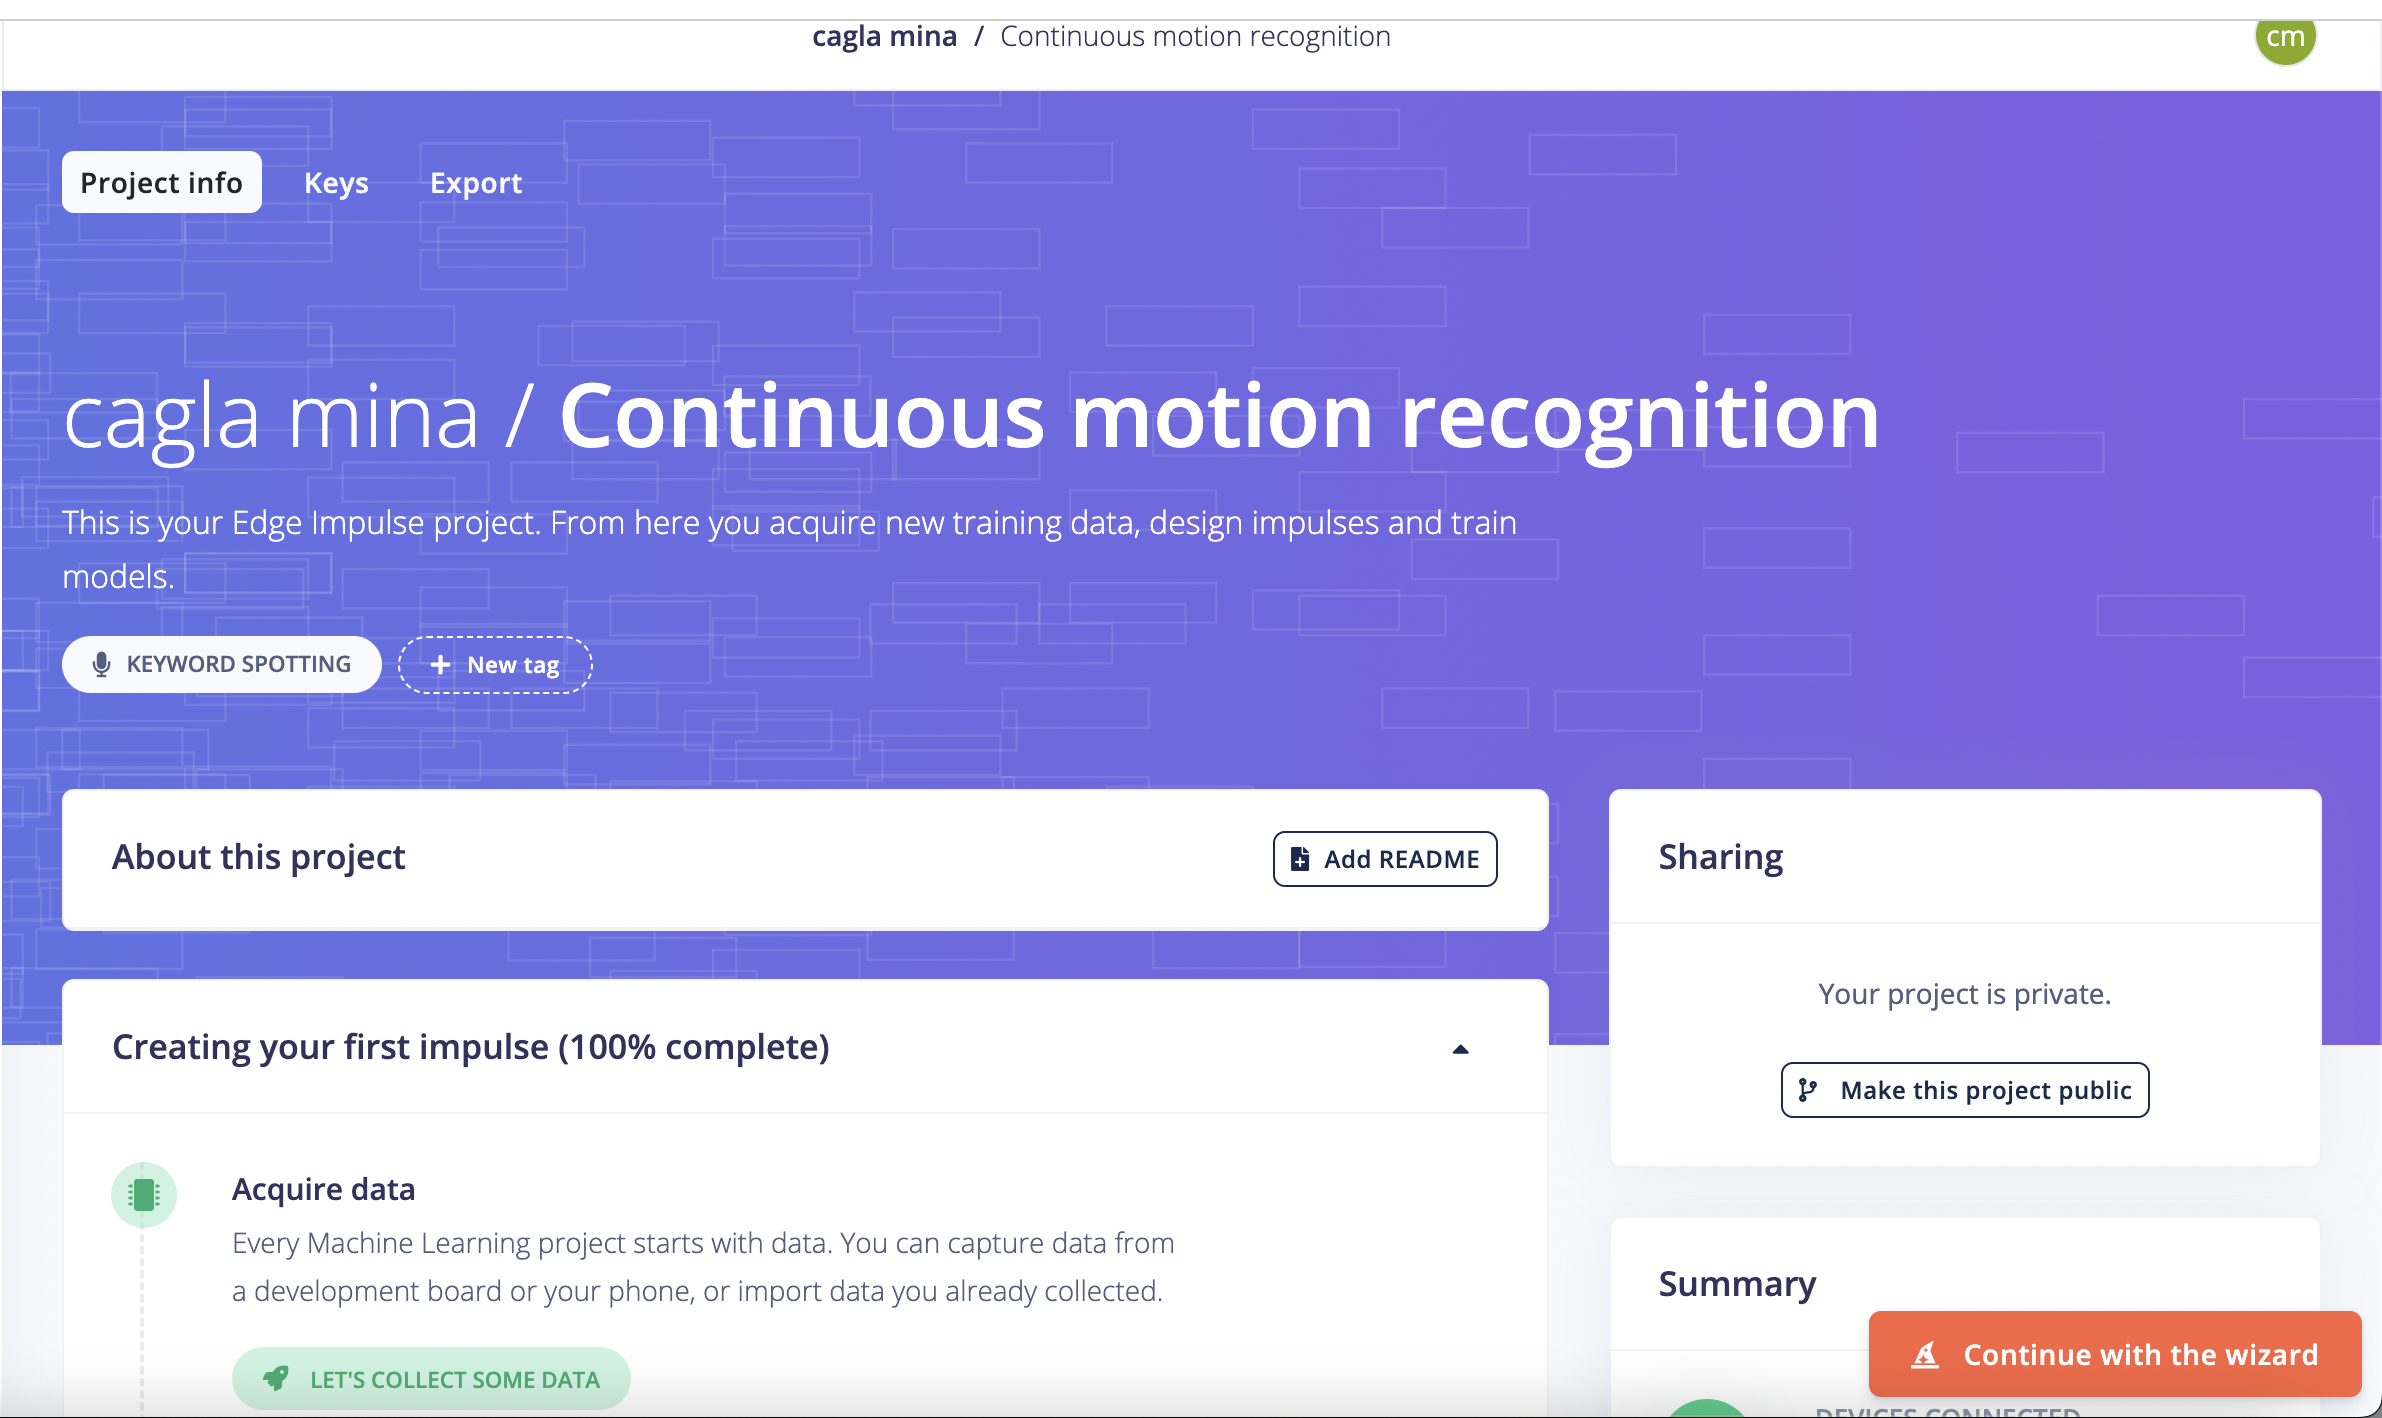 cagla mina / Continuous motion recognition
cm
Project info
Keys
Export
cagla mina / Continuous motion recognition
This is your Edge Impulse project. From here you acquire new training data, design impulses and train
models.
KEYWORD SPOTTING
+ New tag
About this project
Add README
Creating your first impulse (100% complete)
Acquire data
Every Machine Learning project starts with data. You can capture data from
a development board or your phone, or import data you already collected.
LET'S COLLECT SOME DATA
Sharing
Your project is private.
Make this project public
Summary
Continue with the wizard
DEVICES CONNECTED